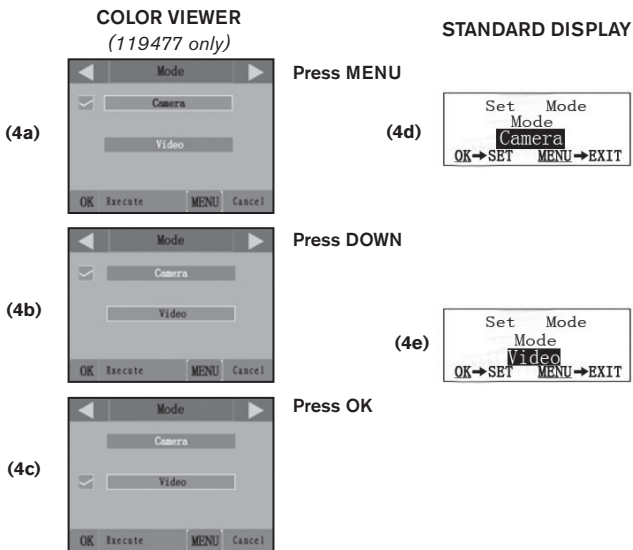 COLOR VIEWER
(119477 only)
STANDARD DISPLAY
(4a)
Mode
Camera
Video
OK Execute MENU Cancel
Press MENU
(4d)
Set Mode
Mode
Camera
OK→SET MENU→EXIT
(4b)
Mode
Camera
Video
OK Execute MENU Cancel
Press DOWN
(4e)
Set Mode
Mode
Video
OK→SET MENU→EXIT
(4c)
Mode
Camera
Video
OK Execute MENU Cancel
Press OK